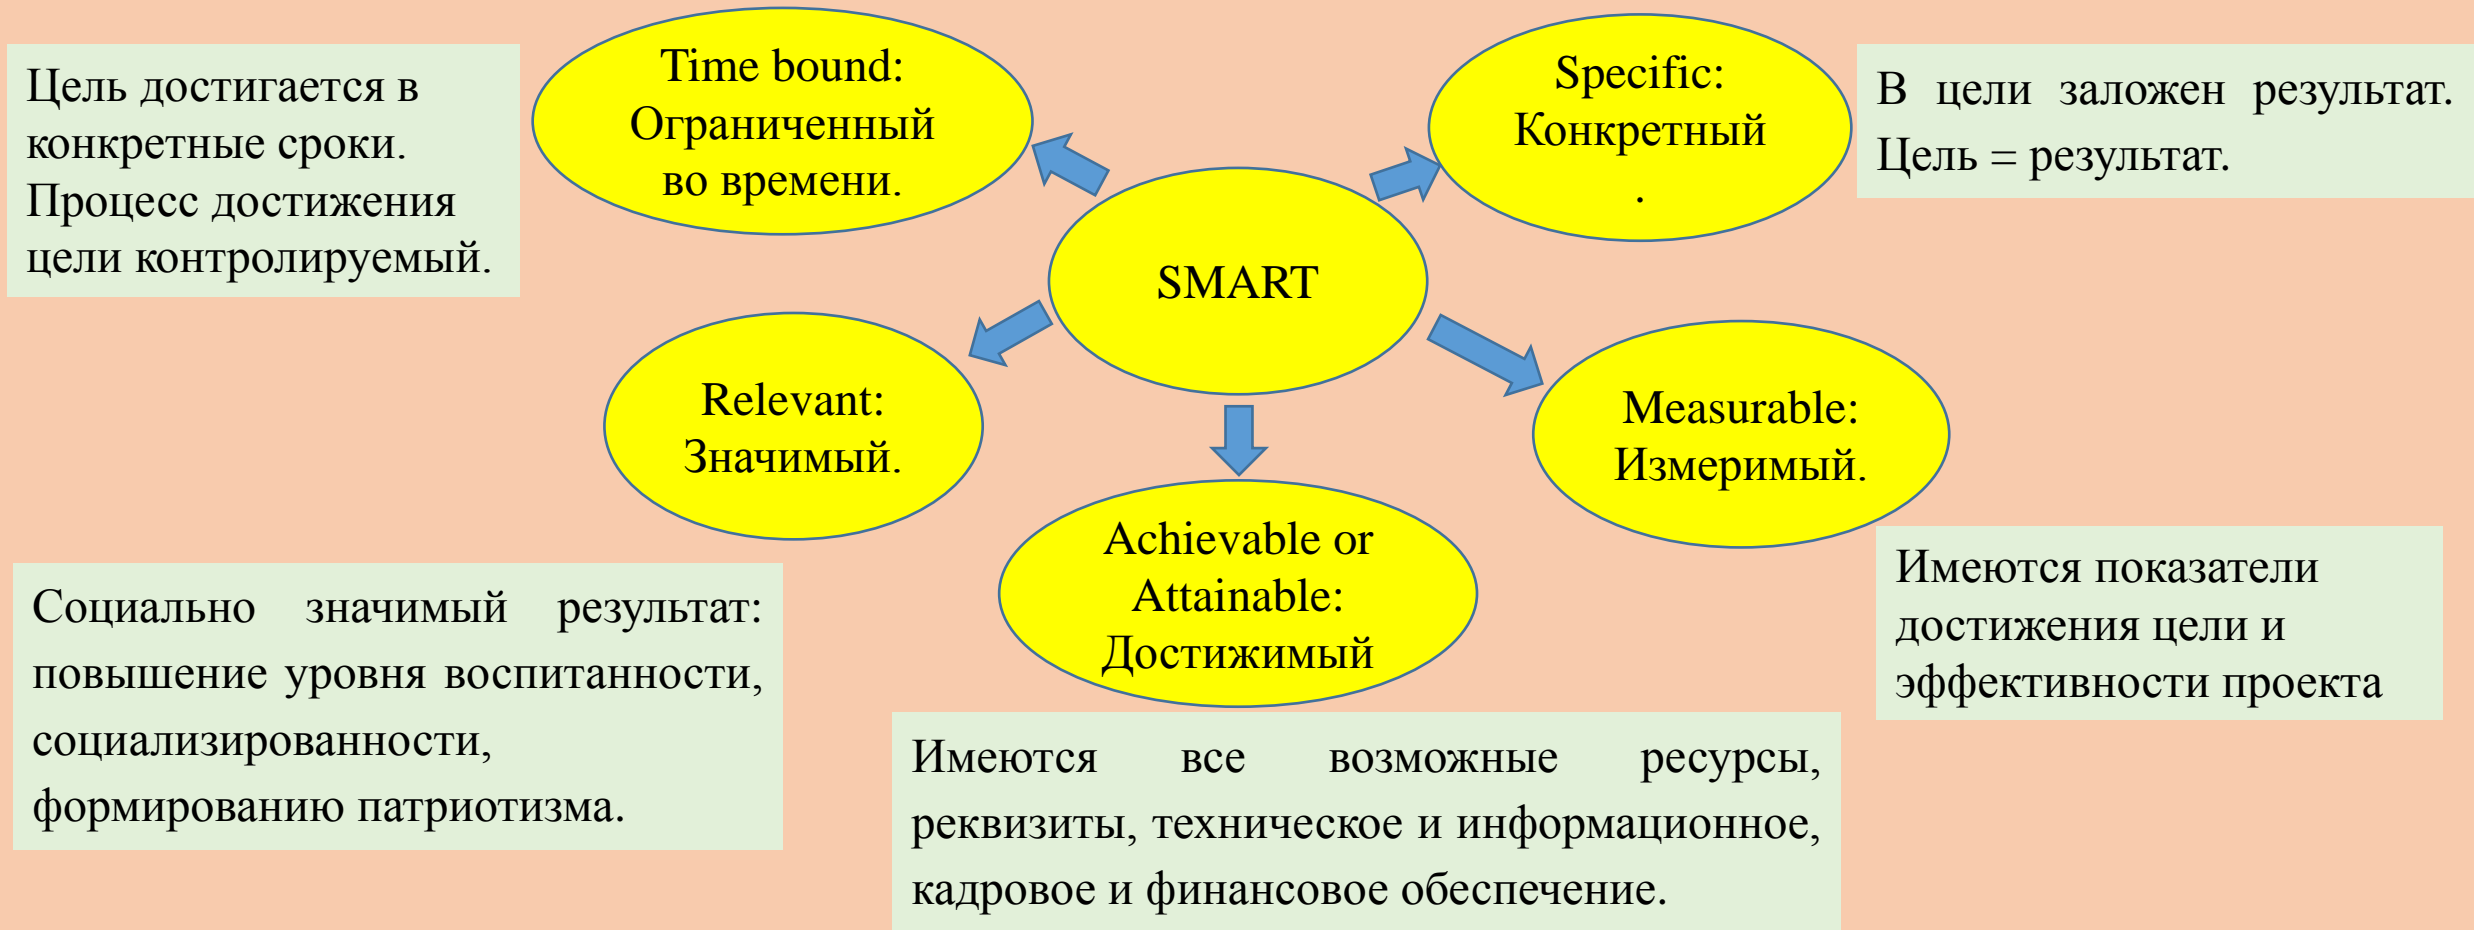 Time bound:
Ограниченный
во времени.
Specific:
Конкретный
.
Цель достигается в
конкретные сроки.
Процесс достижения
цели контролируемый.
В цели заложен результат.
Цель = результат.
SMART
Relevant:
Значимый.
Measurable:
Измеримый.
Achievable or
Attainable:
Достижимый
Социально значимый результат:
повышение уровня воспитанности,
социализированности,
формированию патриотизма.
Имеются показатели
достижения цели и
эффективности проекта
Имеются все возможные ресурсы,
реквизиты, техническое и информационное,
кадровое и финансовое обеспечение.